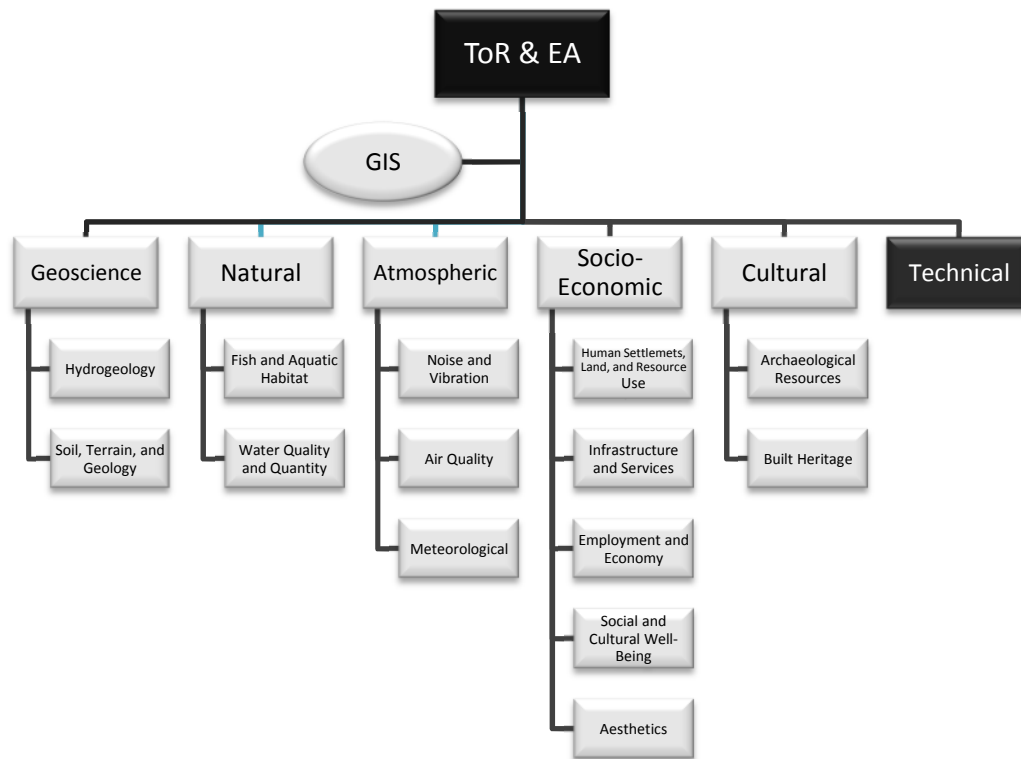 ToR & EA
GIS
Geoscience
Natural
Atmospheric
Socio-
Economic
Cultural
Technical
Hydrogeology
Soil, Terrain, and
Geology
Fish and Aquatic
Habitat
Water Quality
and Quantity
Noise and
Vibration
Air Quality
Meteorological
Human Settlemets,
Land, and Resource
Use
Infrastructure
and Services
Employment and
Economy
Social and
Cultural Well-
Being
Aesthetics
Archaeological
Resources
Built Heritage